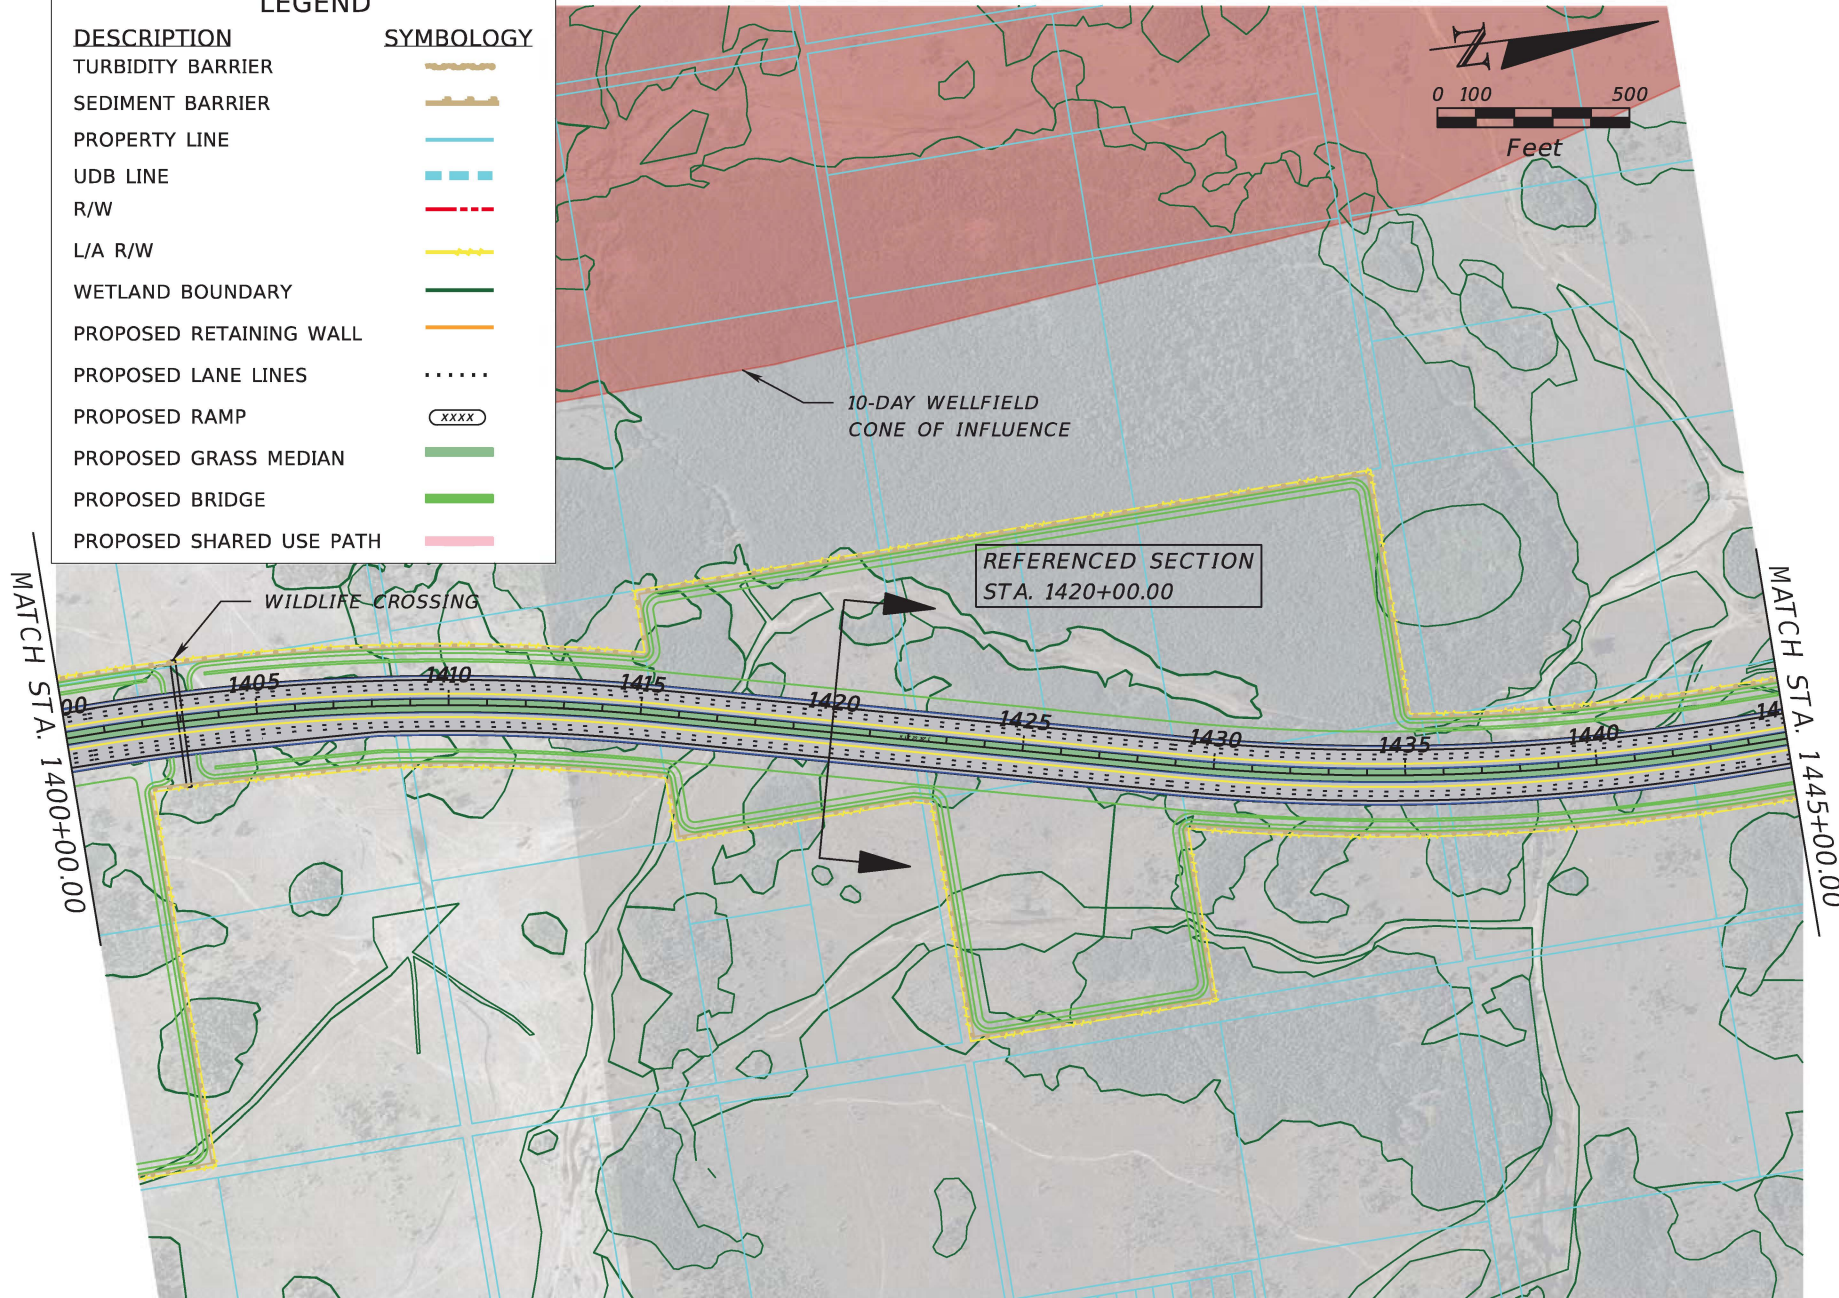 LEGEND
DESCRIPTION SYMBOLOGY
TURBIDITY BARRIER
SEDIMENT BARRIER
PROPERTY LINE
UDB LINE
R/W
L/A R/W
WETLAND BOUNDARY
PROPOSED RETAINING WALL
PROPOSED LANE LINES
PROPOSED RAMP XXXX
PROPOSED GRASS MEDIAN
PROPOSED BRIDGE
PROPOSED SHARED USE PATH
N
0 100 500
Feet
10-DAY WELLFIELD
CONE OF INFLUENCE
REFERENCED SECTION
STA. 1420+00.00
WILDLIFE CROSSING
MATCH STA. 1400+00.00
00
1405
1410
1415
1420
1425
1430
1435
1440
14
MATCH STA. 1445+00.00